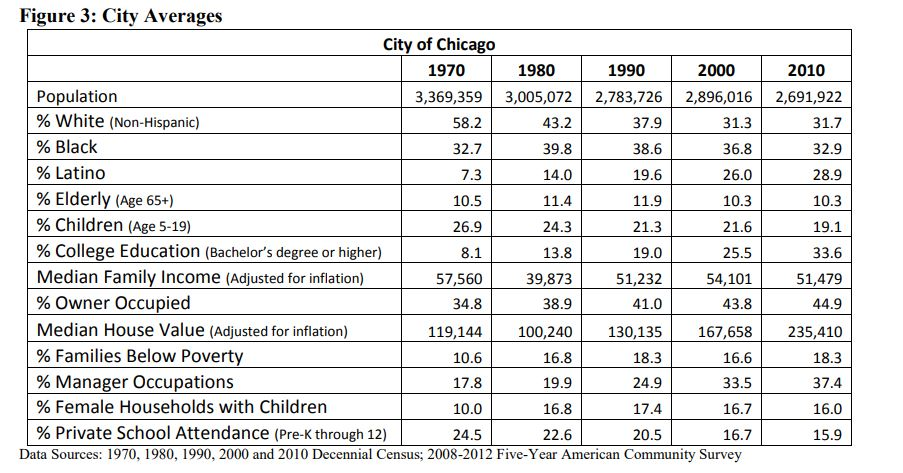 Figure 3: City Averages
City of Chicago
1970 1980 1990 2000 2010
Population 3,369,359 3,005,072 2,783,726 2,896,016 2,691,922
% White (Non-Hispanic) 58.2 43.2 37.9 31.3 31.7
% Black 32.7 39.8 38.6 36.8 32.9
% Latino 7.3 14.0 19.6 26.0 28.9
% Elderly (Age 65+) 10.5 11.4 11.9 10.3 10.3
% Children (Age 5-19) 26.9 24.3 21.3 21.6 19.1
% College Education (Bachelor's degree or higher) 8.1 13.8 19.0 25.5 33.6
Median Family Income (Adjusted for inflation) 57,560 39,873 51,232 54,101 51,479
% Owner Occupied 34.8 38.9 41.0 43.8 44.9
Median House Value (Adjusted for inflation) 119,144 100,240 130,135 167,658 235,410
% Families Below Poverty 10.6 16.8 18.3 16.6 18.3
% Manager Occupations 17.8 19.9 24.9 33.5 37.4
% Female Households with Children 10.0 16.8 17.4 16.7 16.0
% Private School Attendance (Pre-K through 12) 24.5 22.6 20.5 16.7 15.9
Data Sources: 1970, 1980, 1990, 2000 and 2010 Decennial Census; 2008-2012 Five-Year American Community Survey